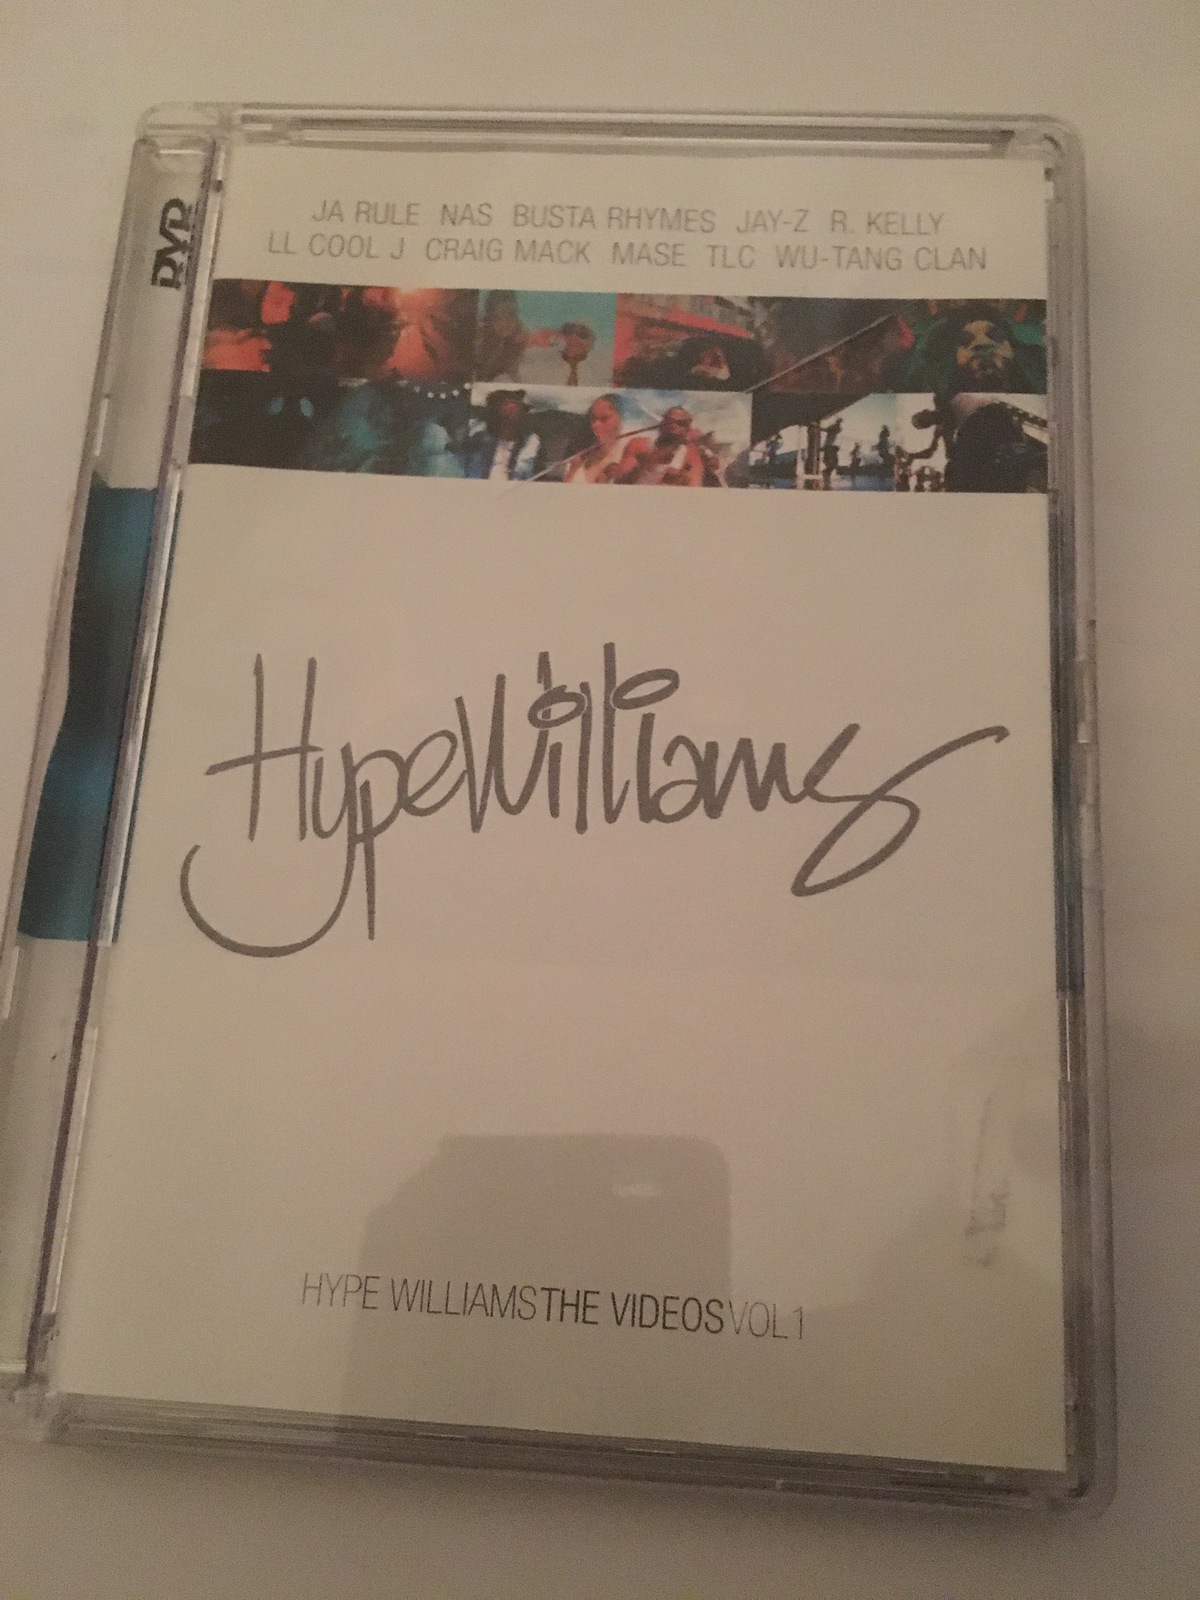 JA RULE NAS BUSTA RHYMES JAY-Z R. KELLY
LL COOL J CRAIG MACK MASE TLC WU-TANG CLAN
DVD
HypeWilliams
HYPE WILLIAMSTHE VIDEOSVOL1